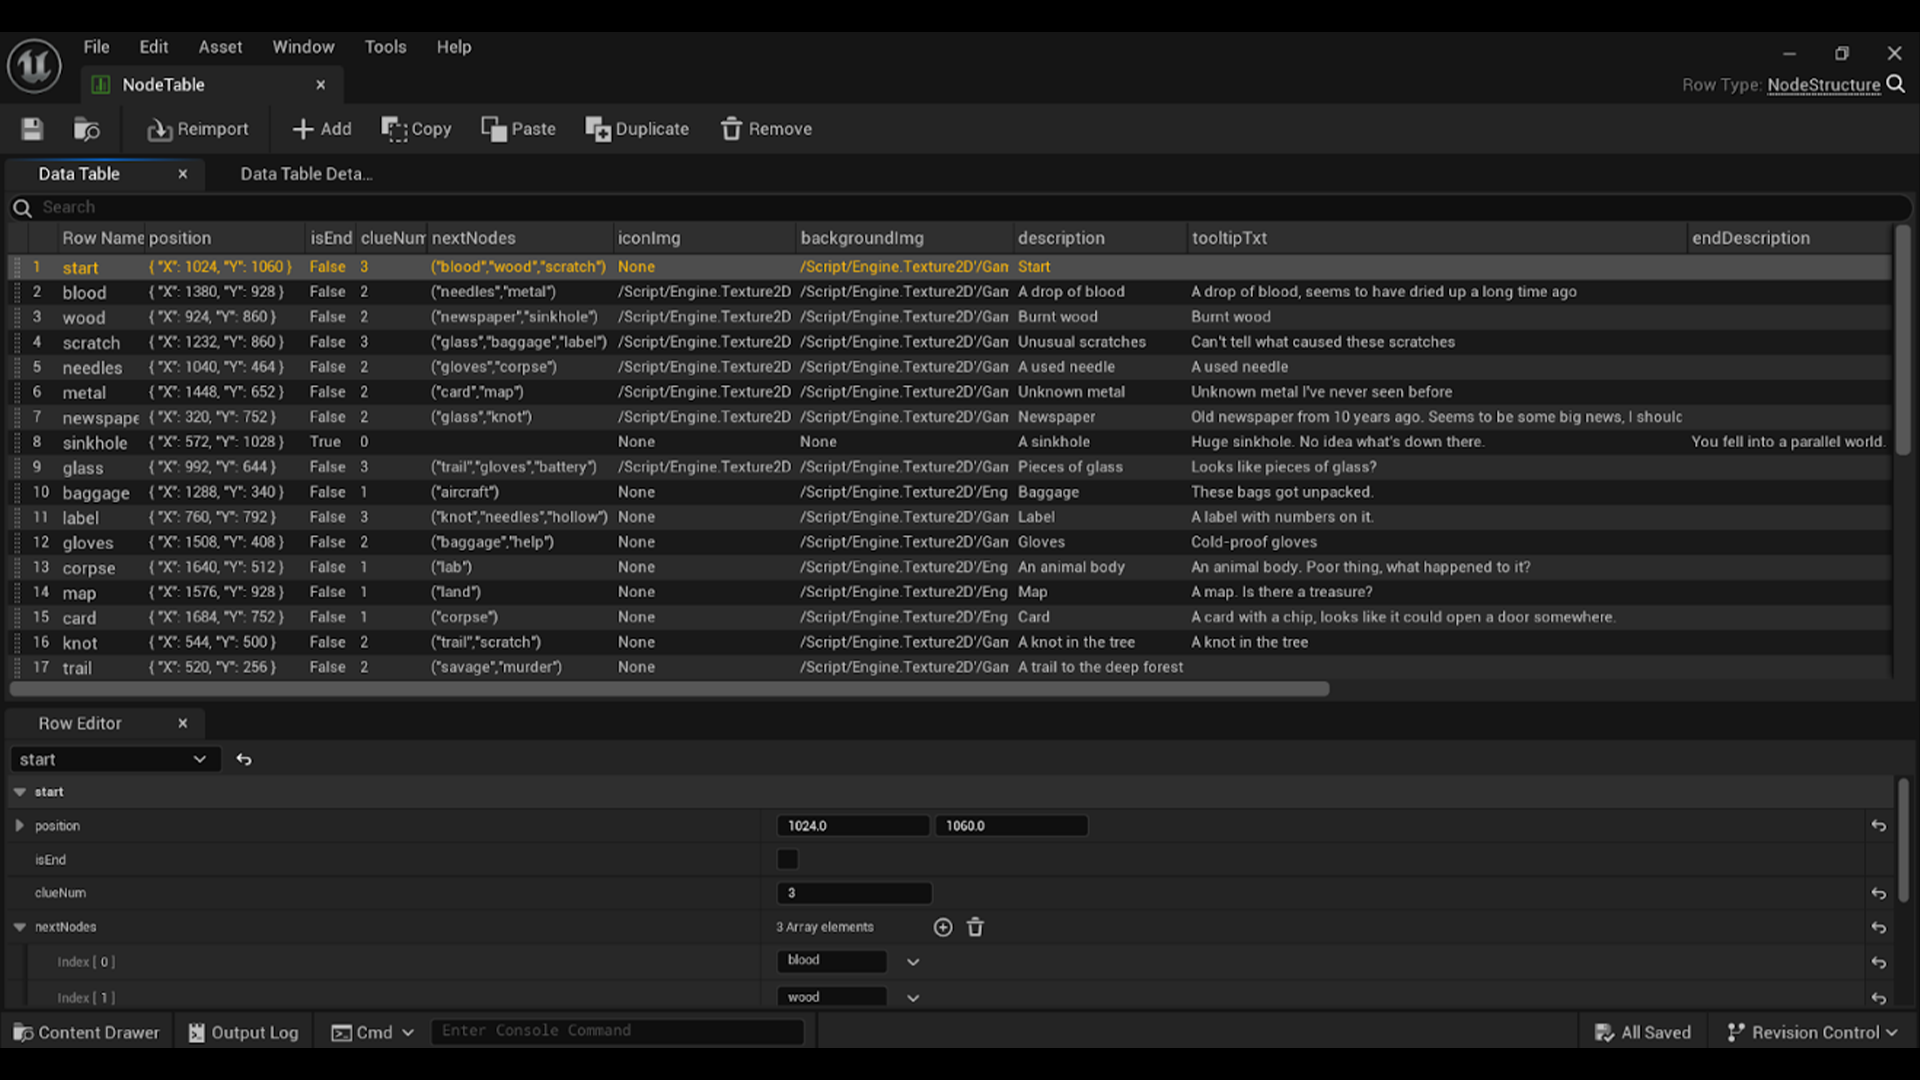 File Edit Asset Window Tools Help
NodeTable
Row Type: NodeStructure
Reimport Add Copy Paste Duplicate Remove
Data Table Data Table Deta...
Search
Row Name position isEnd clueNum nextNodes iconImg backgroundImg description tooltipTxt endDescription
1 start { "X": 1024, "Y": 1060 } False 3 ("blood","wood","scratch") None /Script/Engine.Texture2D'/Gam Start
2 blood { "X": 1380, "Y": 928 } False 2 ("needles","metal") /Script/Engine.Texture2D /Script/Engine.Texture2D'/Gam A drop of blood A drop of blood, seems to have dried up a long time ago
3 wood { "X": 924, "Y": 860 } False 2 ("newspaper","sinkhole") /Script/Engine.Texture2D /Script/Engine.Texture2D'/Gam Burnt wood Burnt wood
4 scratch { "X": 1232, "Y": 860 } False 3 ("glass","baggage","label") /Script/Engine.Texture2D /Script/Engine.Texture2D'/Gam Unusual scratches Can't tell what caused these scratches
5 needles { "X": 1040, "Y": 464 } False 2 ("gloves","corpse") /Script/Engine.Texture2D /Script/Engine.Texture2D'/Gam A used needle A used needle
6 metal { "X": 1448, "Y": 652 } False 2 ("card","map") /Script/Engine.Texture2D /Script/Engine.Texture2D'/Gam Unknown metal Unknown metal I've never seen before
7 newspape { "X": 320, "Y": 752 } False 2 ("glass","knot") /Script/Engine.Texture2D /Script/Engine.Texture2D'/Gam Newspaper Old newspaper from 10 years ago. Seems to be some big news, I shoulc
8 sinkhole { "X": 572, "Y": 1028 } True 0 None None A sinkhole Huge sinkhole. No idea what's down there. You fell into a parallel world.
9 glass { "X": 992, "Y": 644 } False 3 ("trail","gloves","battery") /Script/Engine.Texture2D /Script/Engine.Texture2D'/Gam Pieces of glass Looks like pieces of glass?
10 baggage { "X": 1288, "Y": 340 } False 1 ("aircraft") None /Script/Engine.Texture2D'/Eng Baggage These bags got unpacked.
11 label { "X": 760, "Y": 792 } False 3 ("knot","needles","hollow") None /Script/Engine.Texture2D'/Gam Label A label with numbers on it.
12 gloves { "X": 1508, "Y": 408 } False 2 ("baggage","help") None /Script/Engine.Texture2D'/Gam Gloves Cold-proof gloves
13 corpse { "X": 1640, "Y": 512 } False 1 ("lab") None /Script/Engine.Texture2D'/Eng An animal body An animal body. Poor thing, what happened to it?
14 map { "X": 1576, "Y": 928 } False 1 ("land") None /Script/Engine.Texture2D'/Eng Map A map. Is there a treasure?
15 card { "X": 1684, "Y": 752 } False 1 ("corpse") None /Script/Engine.Texture2D'/Eng Card A card with a chip, looks like it could open a door somewhere.
16 knot { "X": 544, "Y": 500 } False 2 ("trail","scratch") None /Script/Engine.Texture2D'/Gam A knot in the tree A knot in the tree
17 trail { "X": 520, "Y": 256 } False 2 ("savage","murder") None /Script/Engine.Texture2D'/Gam A trail to the deep forest
Row Editor
start
start
position 1024.0 1060.0
isEnd
clueNum 3
nextNodes 3 Array elements
Index [ 0 ] blood
Index [ 1 ] wood
Content Drawer Output Log Cmd Enter Console Command All Saved Revision Control